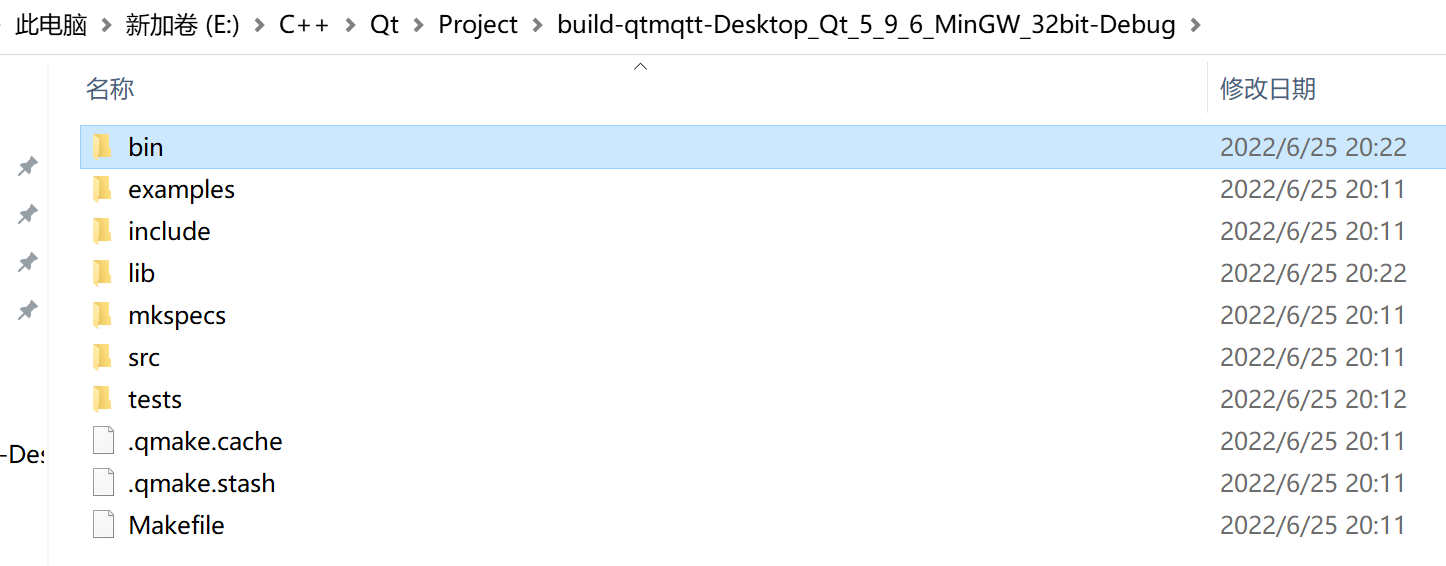 此电脑 > 新加卷 (E:) > C++ > Qt > Project > build-qtmqtt-Desktop_Qt_5_9_6_MinGW_32bit-Debug >
名称 修改日期
bin 2022/6/25 20:22
examples 2022/6/25 20:11
include 2022/6/25 20:11
lib 2022/6/25 20:22
mkspecs 2022/6/25 20:11
src 2022/6/25 20:11
tests 2022/6/25 20:12
.qmake.cache 2022/6/25 20:11
-Des
.qmake.stash 2022/6/25 20:11
Makefile 2022/6/25 20:11